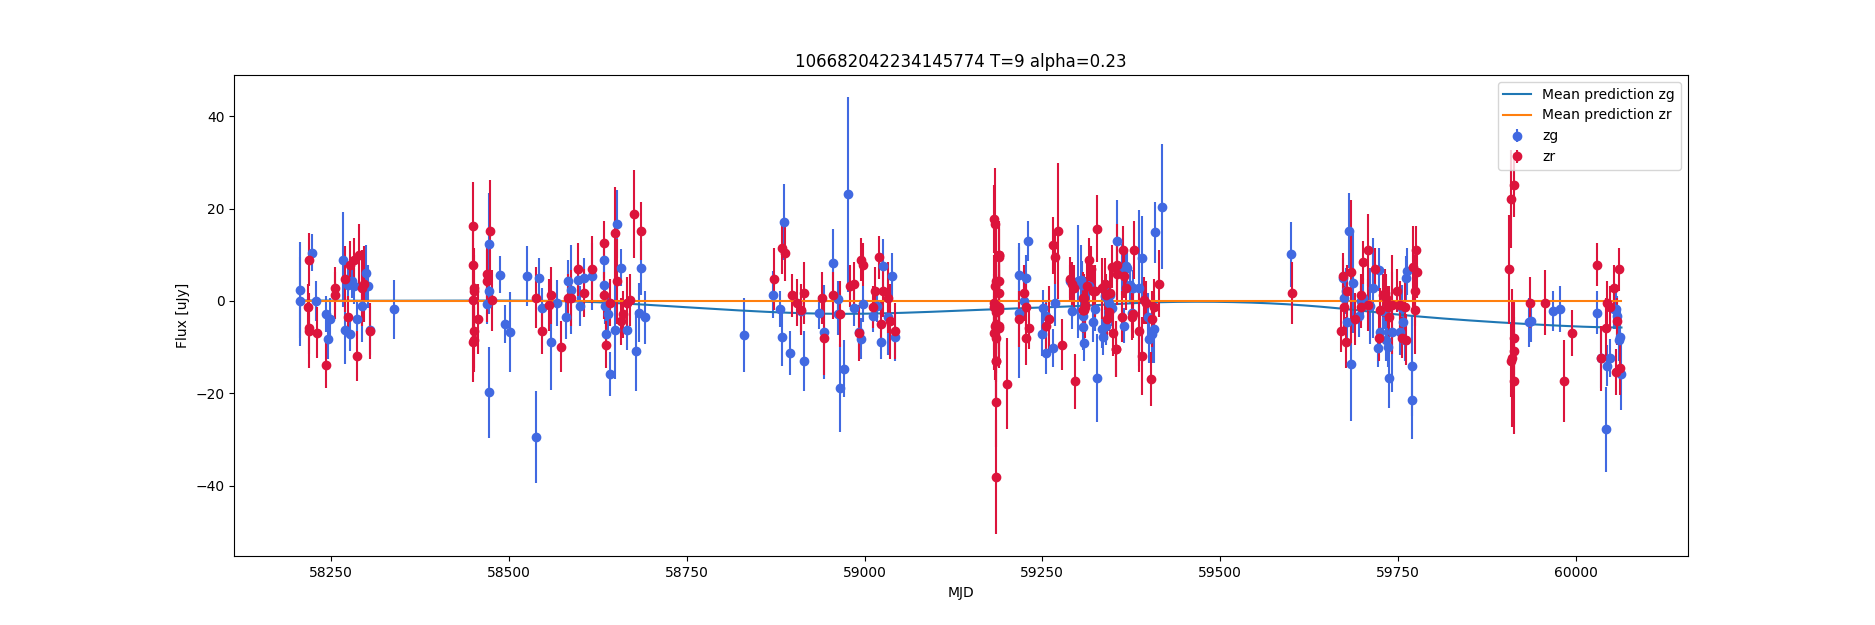 106682042234145774 T=9 alpha=0.23
Mean prediction zg
Mean prediction zr
zg
zr
40
20
0
−20
−40
Flux [uJy]
58250 58500 58750 59000 59250 59500 59750 60000
MJD